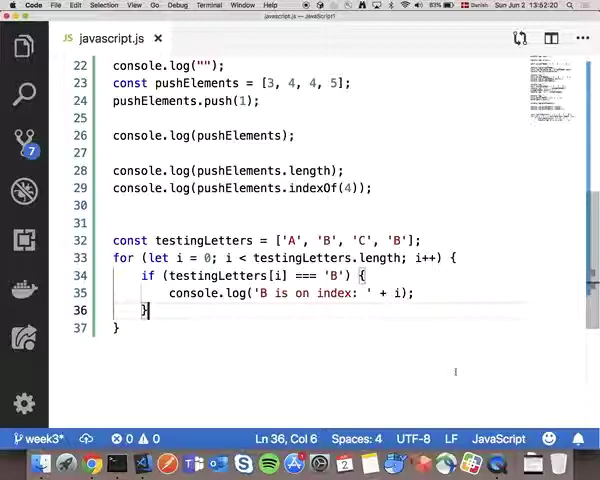 Code File Edit Selection View Go Debug Terminal Window Help 83% Danish Sun Jun 2 13:52:20
javascript.js — JavaScript1
JS javascript.js ×
22 console.log("");
23 const pushElements = [3, 4, 4, 5];
24 pushElements.push(1);
25
26 console.log(pushElements);
27
28 console.log(pushElements.length);
29 console.log(pushElements.indexOf(4));
30
31
32 const testingLetters = ['A', 'B', 'C', 'B'];
33 for (let i = 0; i < testingLetters.length; i++) {
34 if (testingLetters[i] === 'B') {
35 console.log('B is on index: ' + i);
36 }
37 }
7
week3* 0 0 Ln 36, Col 6 Spaces: 4 UTF-8 LF JavaScript
2